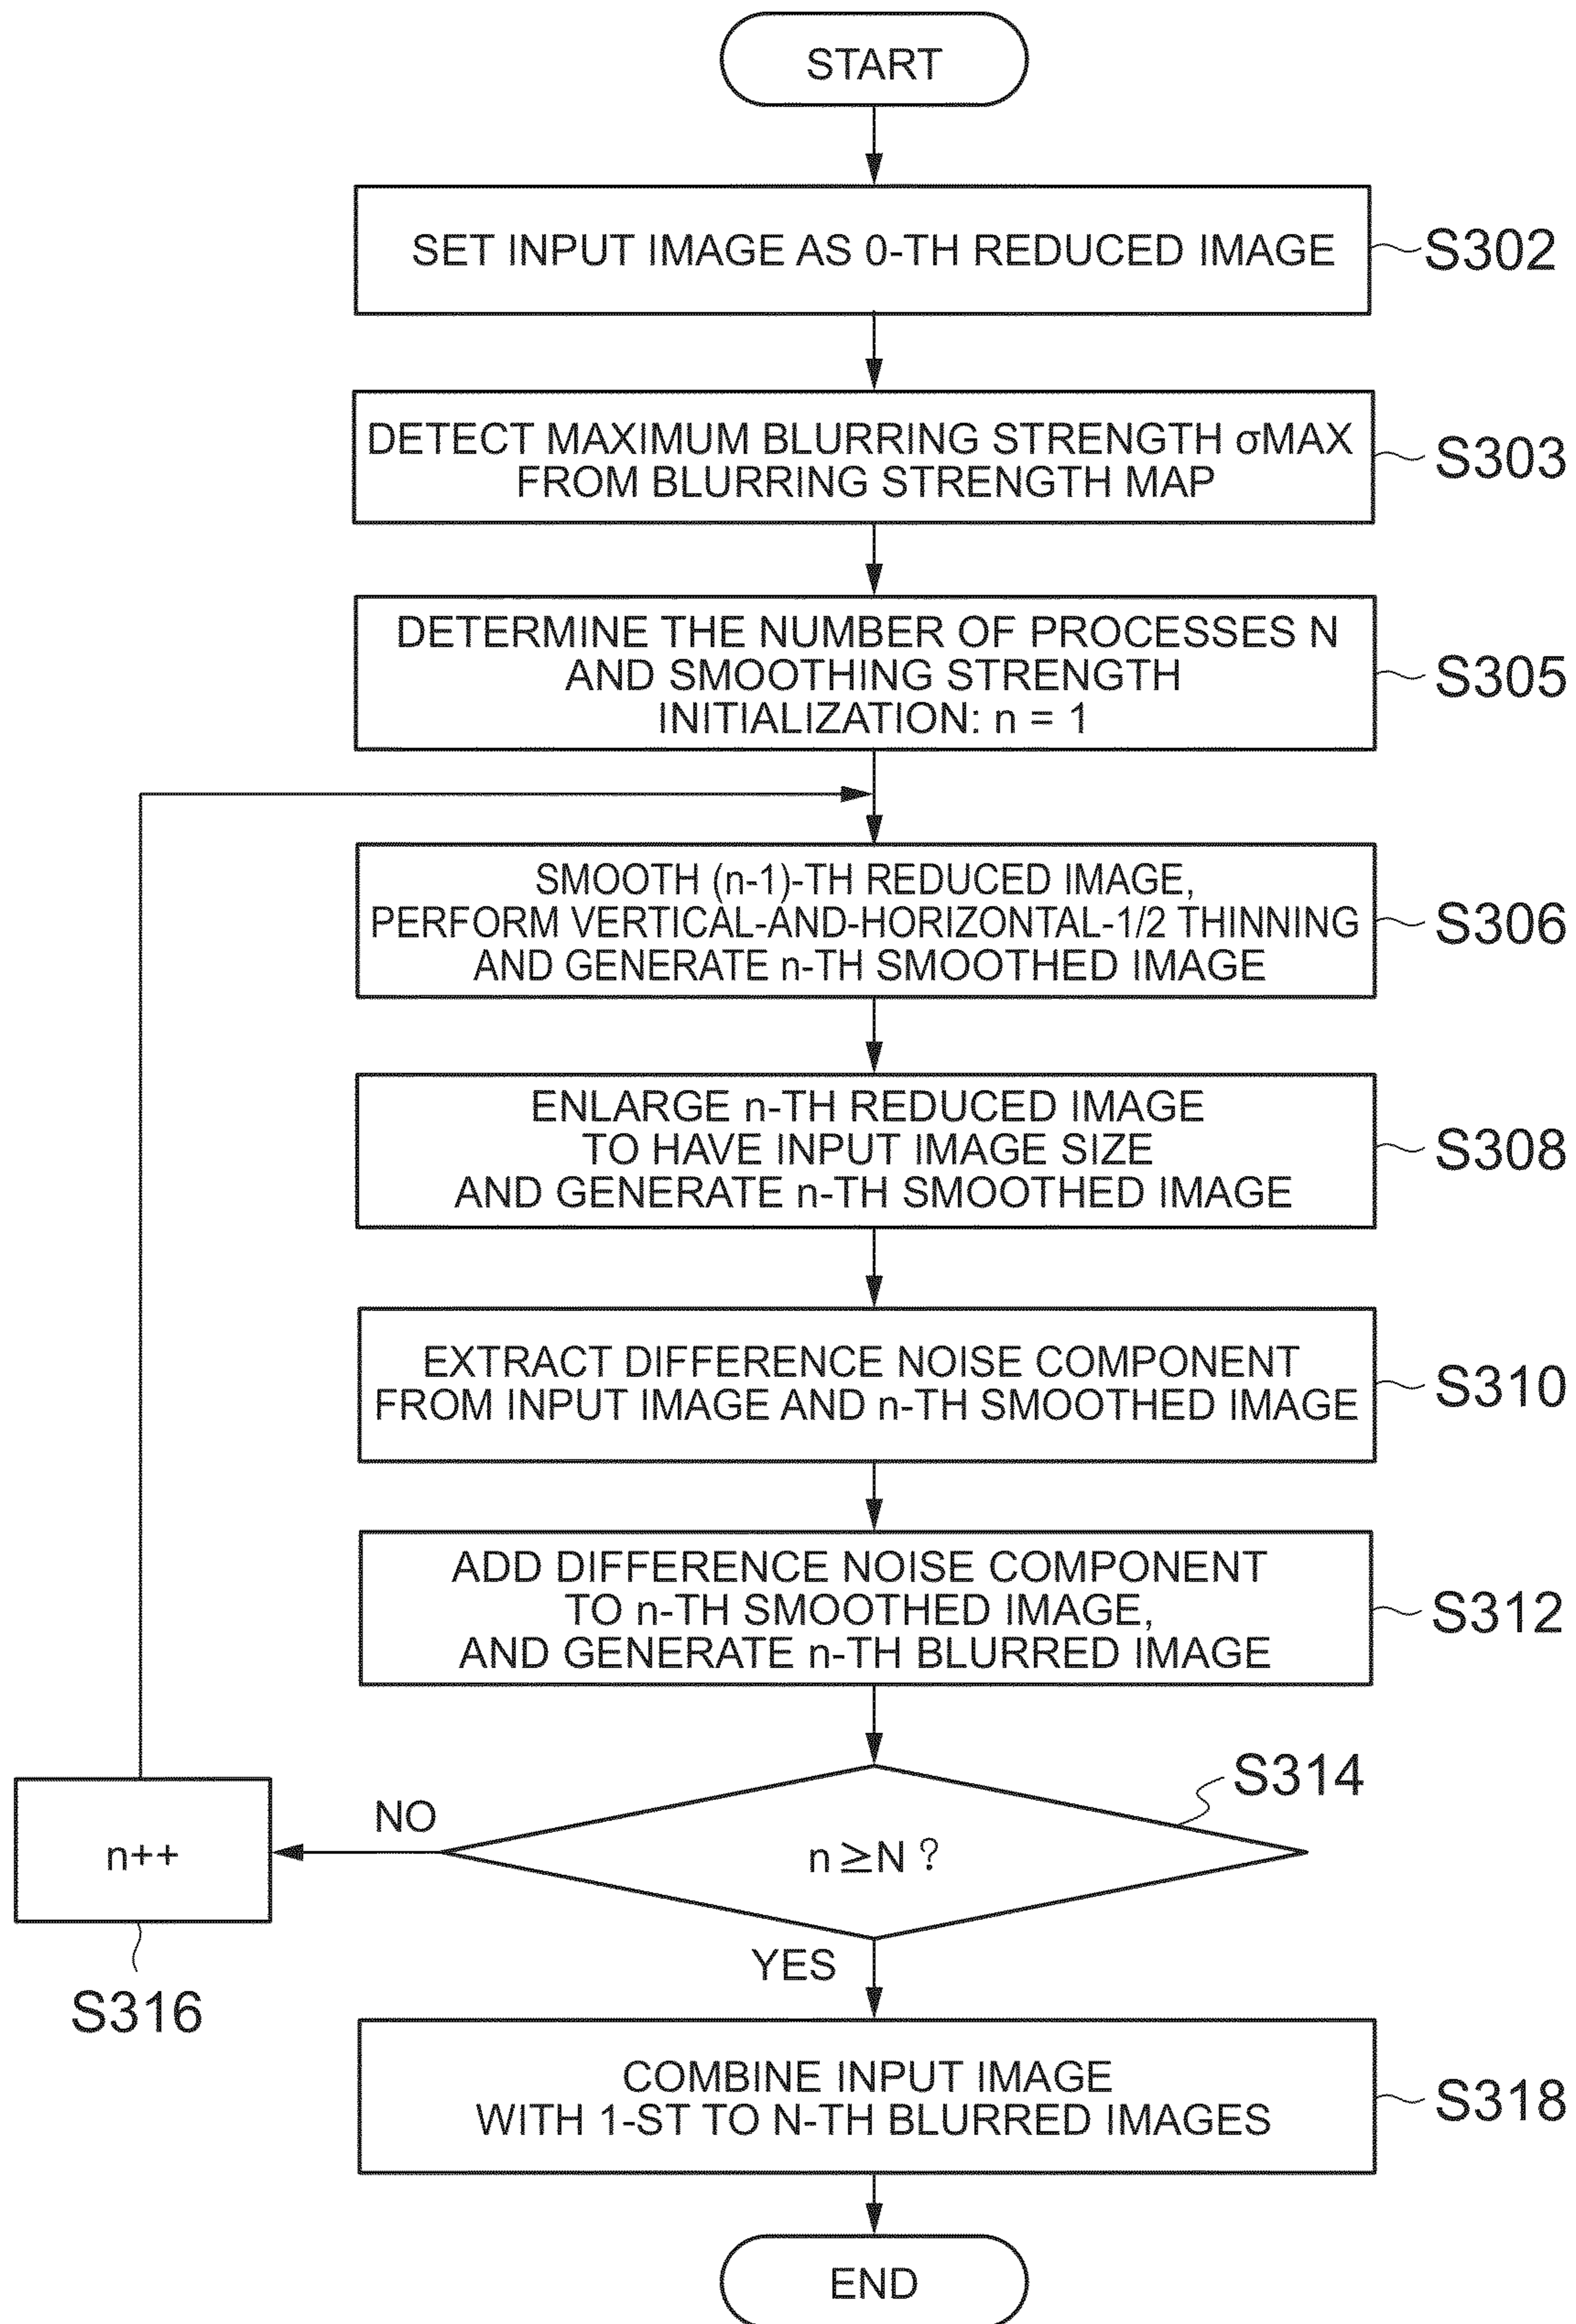 START
SET INPUT IMAGE AS 0-TH REDUCED IMAGE
S302
DETECT MAXIMUM BLURRING STRENGTH σMAX
FROM BLURRING STRENGTH MAP
S303
DETERMINE THE NUMBER OF PROCESSES N
AND SMOOTHING STRENGTH
INITIALIZATION: n = 1
S305
SMOOTH (n-1)-TH REDUCED IMAGE,
PERFORM VERTICAL-AND-HORIZONTAL-1/2 THINNING
AND GENERATE n-TH SMOOTHED IMAGE
S306
ENLARGE n-TH REDUCED IMAGE
TO HAVE INPUT IMAGE SIZE
AND GENERATE n-TH SMOOTHED IMAGE
S308
EXTRACT DIFFERENCE NOISE COMPONENT
FROM INPUT IMAGE AND n-TH SMOOTHED IMAGE
S310
ADD DIFFERENCE NOISE COMPONENT
TO n-TH SMOOTHED IMAGE,
AND GENERATE n-TH BLURRED IMAGE
S312
S314
n≥N ?
NO
n++
S316
YES
COMBINE INPUT IMAGE
WITH 1-ST TO N-TH BLURRED IMAGES
S318
END